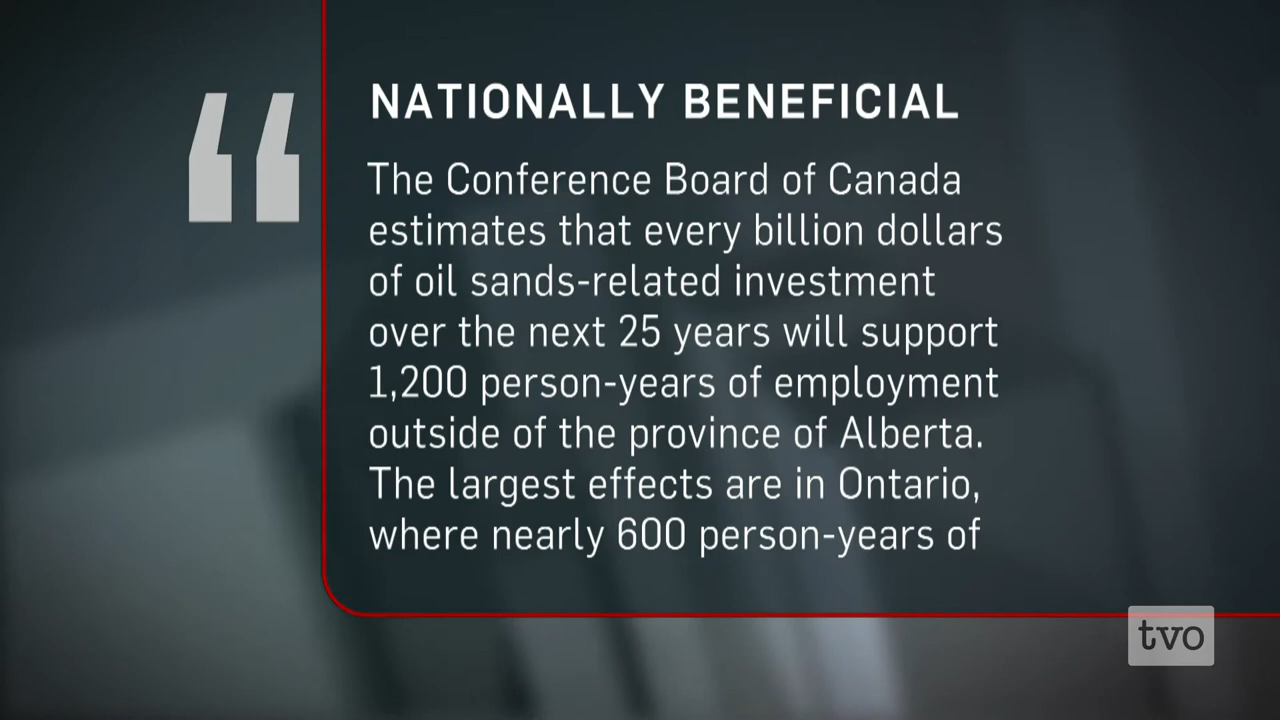 “
NATIONALLY BENEFICIAL
The Conference Board of Canada
estimates that every billion dollars
of oil sands-related investment
over the next 25 years will support
1,200 person-years of employment
outside of the province of Alberta.
The largest effects are in Ontario,
where nearly 600 person-years of
tvo